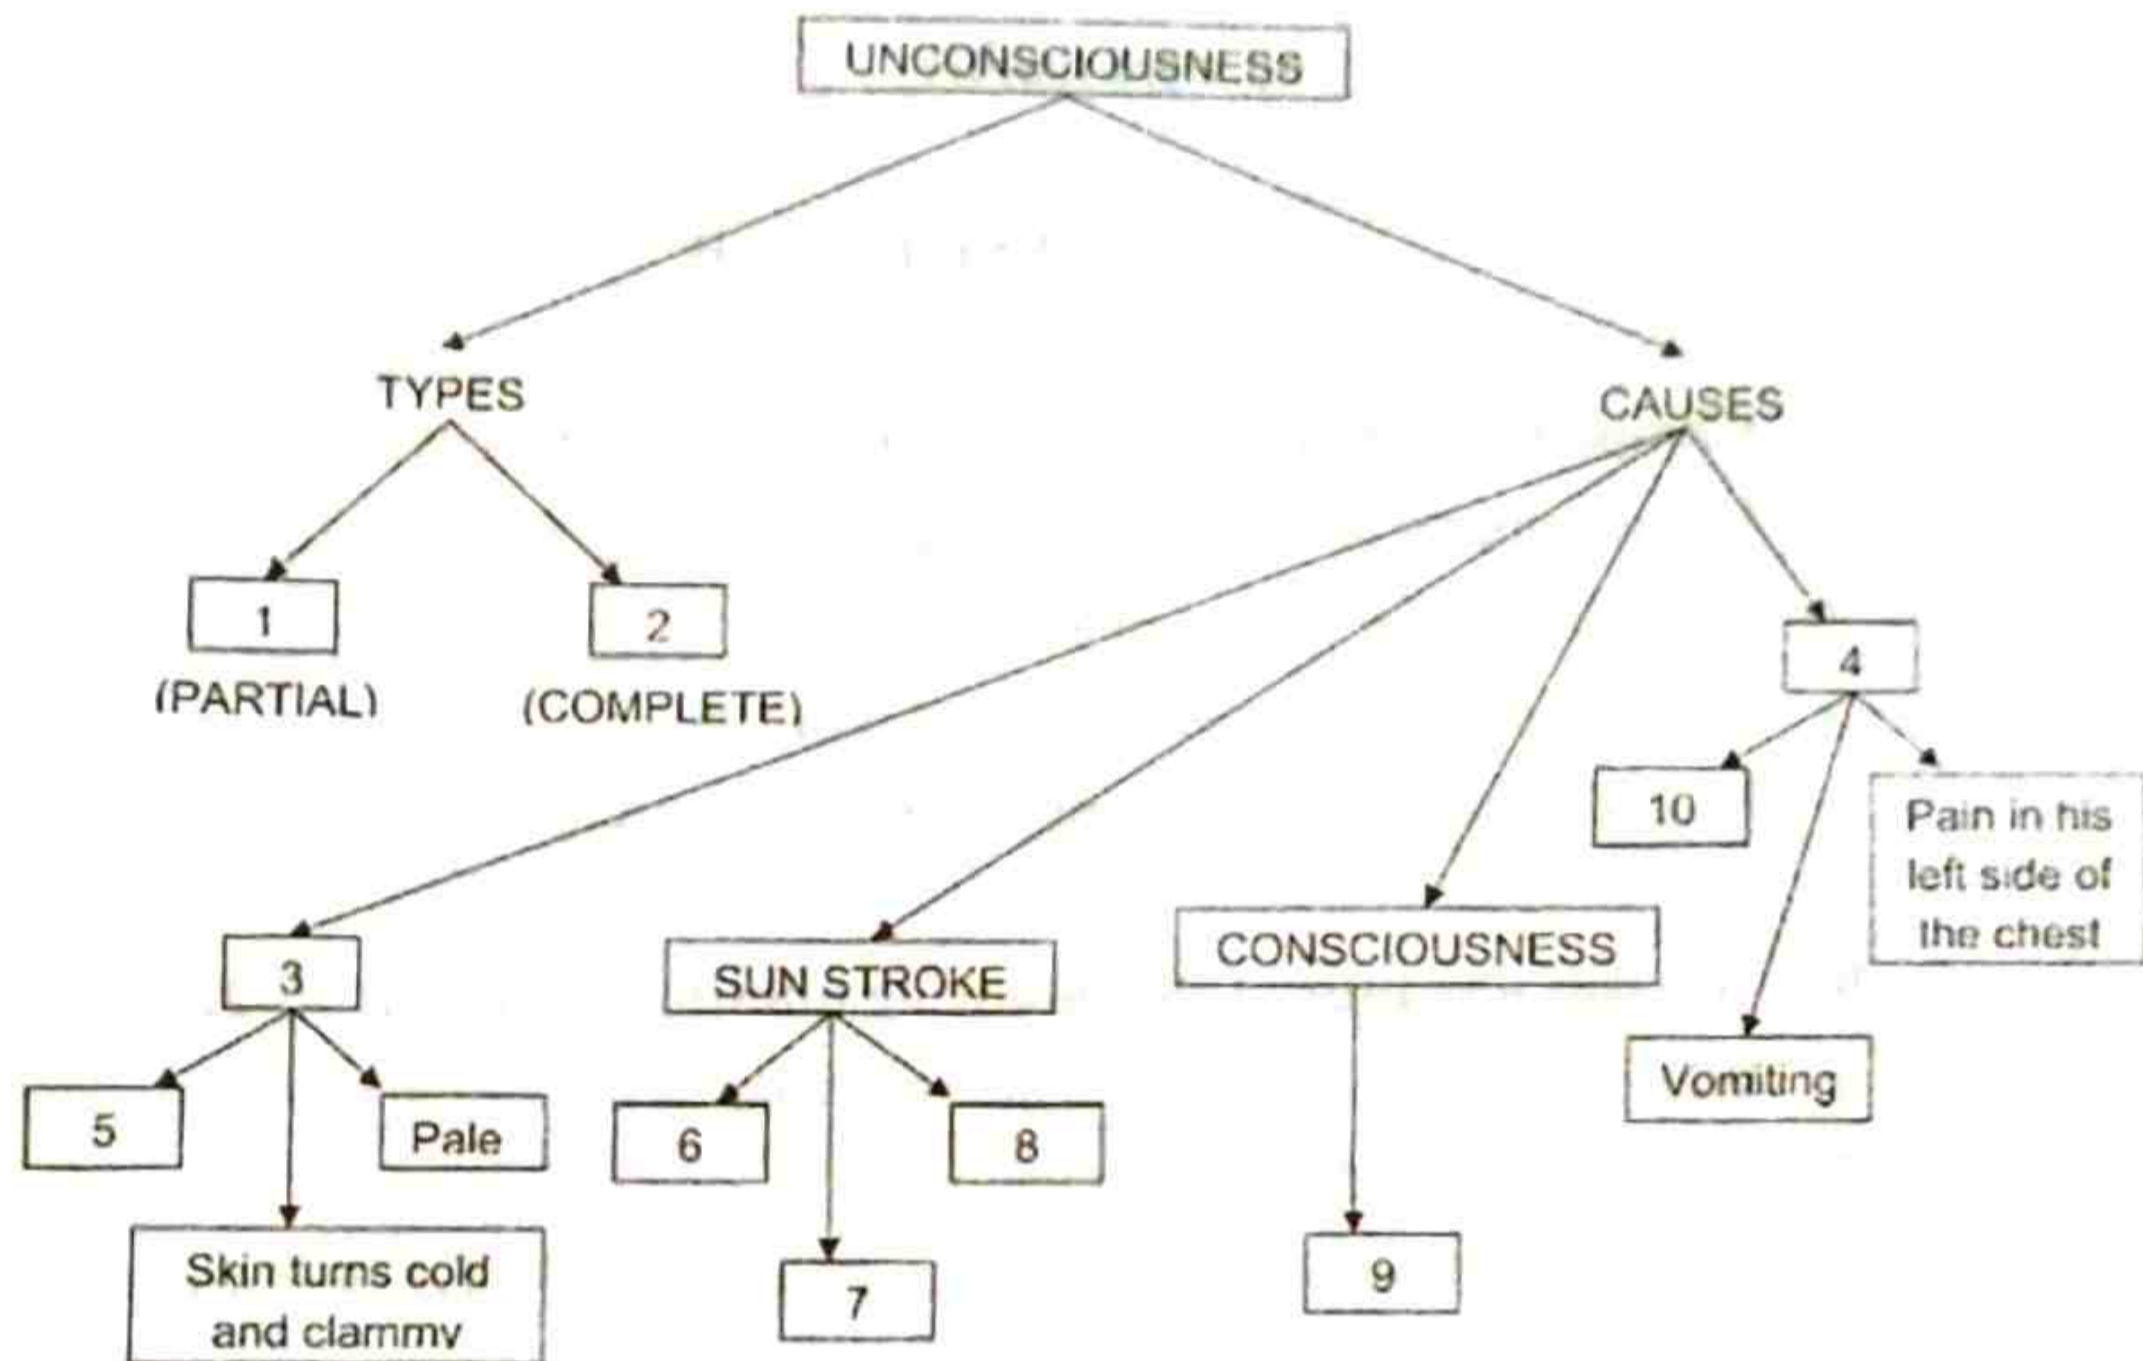 UNCONSCIOUSNESS
TYPES
CAUSES
1
2
(PARTIAL)
(COMPLETE)
4
10
Pain in his
left side of
the chest
3
SUN STROKE
CONSCIOUSNESS
5
Pale
6
8
Vomiting
Skin turns cold
and clammy
7
9